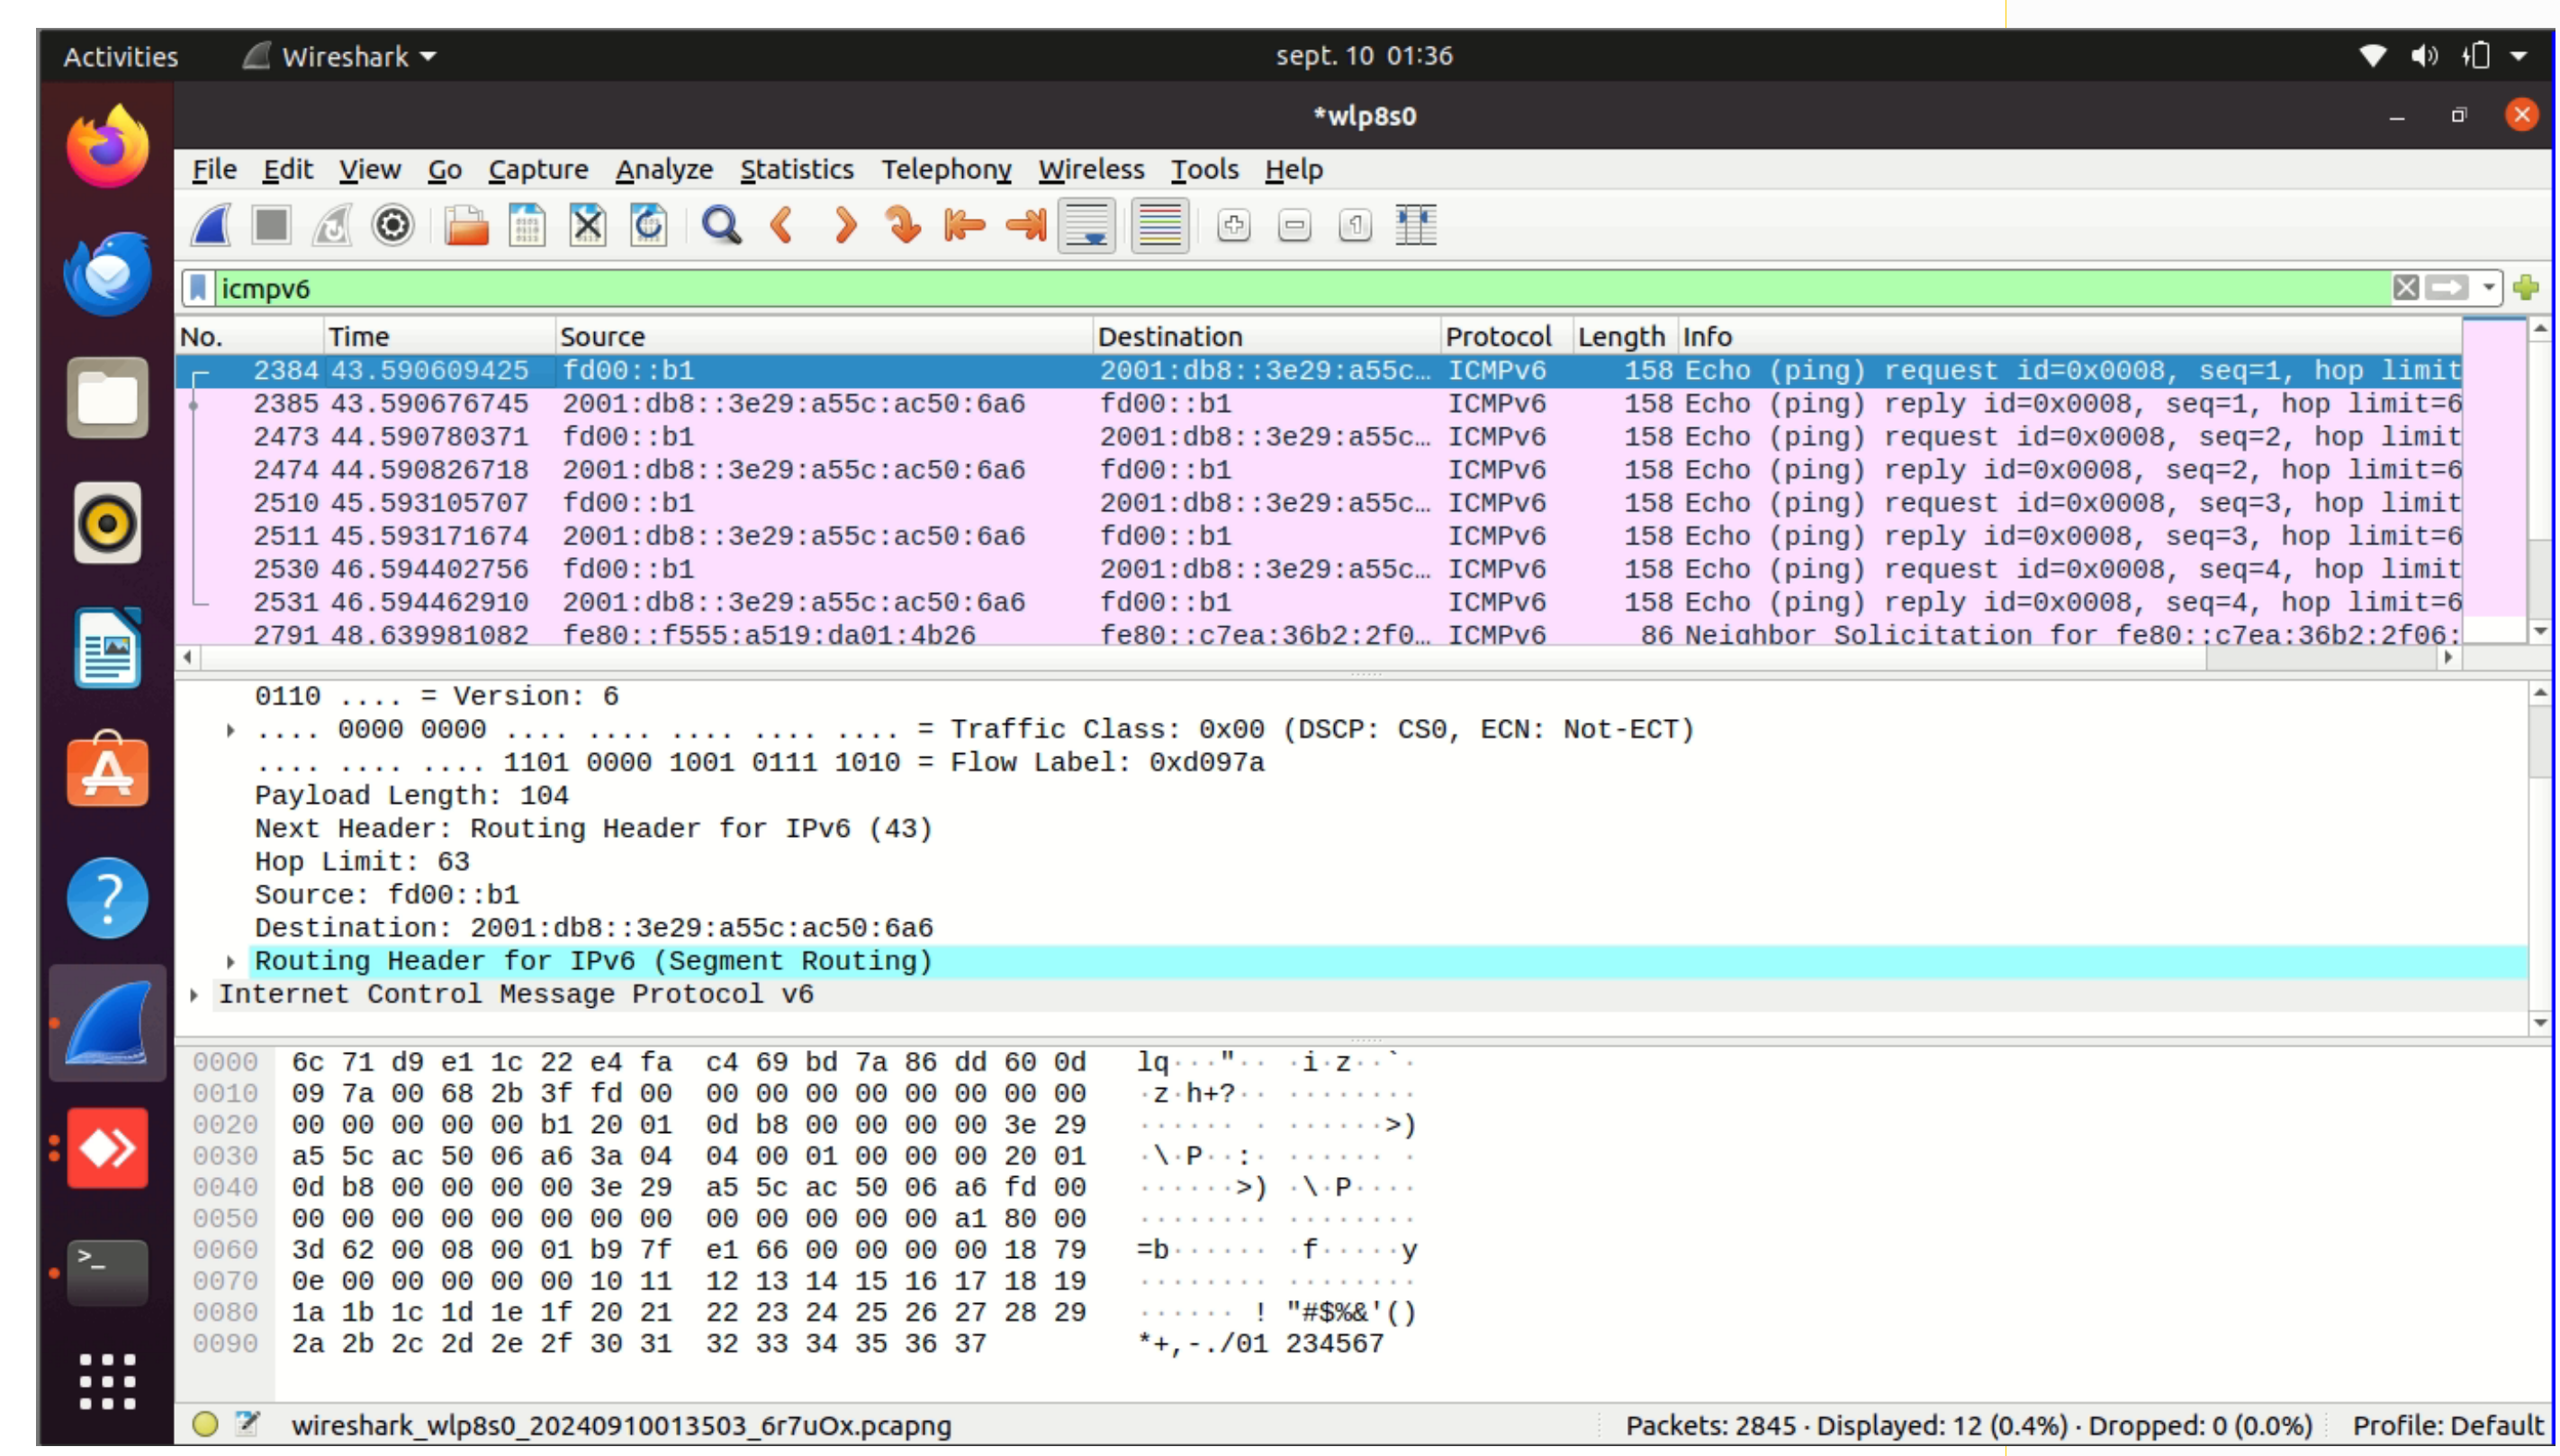 Activities Wireshark sept. 10 01:36
*wlp8s0
File Edit View Go Capture Analyze Statistics Telephony Wireless Tools Help
icmpv6
No. Time Source Destination Protocol Length Info
2384 43.590609425 fd00::b1 2001:db8::3e29:a55c… ICMPv6 158 Echo (ping) request id=0x0008, seq=1, hop limit
2385 43.590676745 2001:db8::3e29:a55c:ac50:6a6 fd00::b1 ICMPv6 158 Echo (ping) reply id=0x0008, seq=1, hop limit=6
2473 44.590780371 fd00::b1 2001:db8::3e29:a55c… ICMPv6 158 Echo (ping) request id=0x0008, seq=2, hop limit
2474 44.590826718 2001:db8::3e29:a55c:ac50:6a6 fd00::b1 ICMPv6 158 Echo (ping) reply id=0x0008, seq=2, hop limit=6
2510 45.593105707 fd00::b1 2001:db8::3e29:a55c… ICMPv6 158 Echo (ping) request id=0x0008, seq=3, hop limit
2511 45.593171674 2001:db8::3e29:a55c:ac50:6a6 fd00::b1 ICMPv6 158 Echo (ping) reply id=0x0008, seq=3, hop limit=6
2530 46.594402756 fd00::b1 2001:db8::3e29:a55c… ICMPv6 158 Echo (ping) request id=0x0008, seq=4, hop limit
2531 46.594462910 2001:db8::3e29:a55c:ac50:6a6 fd00::b1 ICMPv6 158 Echo (ping) reply id=0x0008, seq=4, hop limit=6
2791 48.639981082 fe80::f555:a519:da01:4b26 fe80::c7ea:36b2:2f0… ICMPv6 86 Neighbor Solicitation for fe80::c7ea:36b2:2f06:
0110 .... = Version: 6
.... 0000 0000 .... .... .... .... .... = Traffic Class: 0x00 (DSCP: CS0, ECN: Not-ECT)
.... .... .... 1101 0000 1001 0111 1010 = Flow Label: 0xd097a
Payload Length: 104
Next Header: Routing Header for IPv6 (43)
Hop Limit: 63
Source: fd00::b1
Destination: 2001:db8::3e29:a55c:ac50:6a6
Routing Header for IPv6 (Segment Routing)
Internet Control Message Protocol v6
0000 6c 71 d9 e1 1c 22 e4 fa c4 69 bd 7a 86 dd 60 0d lq···"·· ·i·z··`·
0010 09 7a 00 68 2b 3f fd 00 00 00 00 00 00 00 00 00 ·z·h+?·· ········
0020 00 00 00 00 00 b1 20 01 0d b8 00 00 00 00 3e 29 ······ · ······>)
0030 a5 5c ac 50 06 a6 3a 04 04 00 01 00 00 00 20 01 ·\·P··:· ······ ·
0040 0d b8 00 00 00 00 3e 29 a5 5c ac 50 06 a6 fd 00 ······>) ·\·P····
0050 00 00 00 00 00 00 00 00 00 00 00 00 00 a1 80 00 ········ ········
0060 3d 62 00 08 00 01 b9 7f e1 66 00 00 00 00 18 79 =b······ ·f·····y
0070 0e 00 00 00 00 00 10 11 12 13 14 15 16 17 18 19 ········ ········
0080 1a 1b 1c 1d 1e 1f 20 21 22 23 24 25 26 27 28 29 ······ ! "#$%&'()
0090 2a 2b 2c 2d 2e 2f 30 31 32 33 34 35 36 37 *+,-./01 234567
wireshark_wlp8s0_20240910013503_6r7uOx.pcapng Packets: 2845 · Displayed: 12 (0.4%) · Dropped: 0 (0.0%) Profile: Default